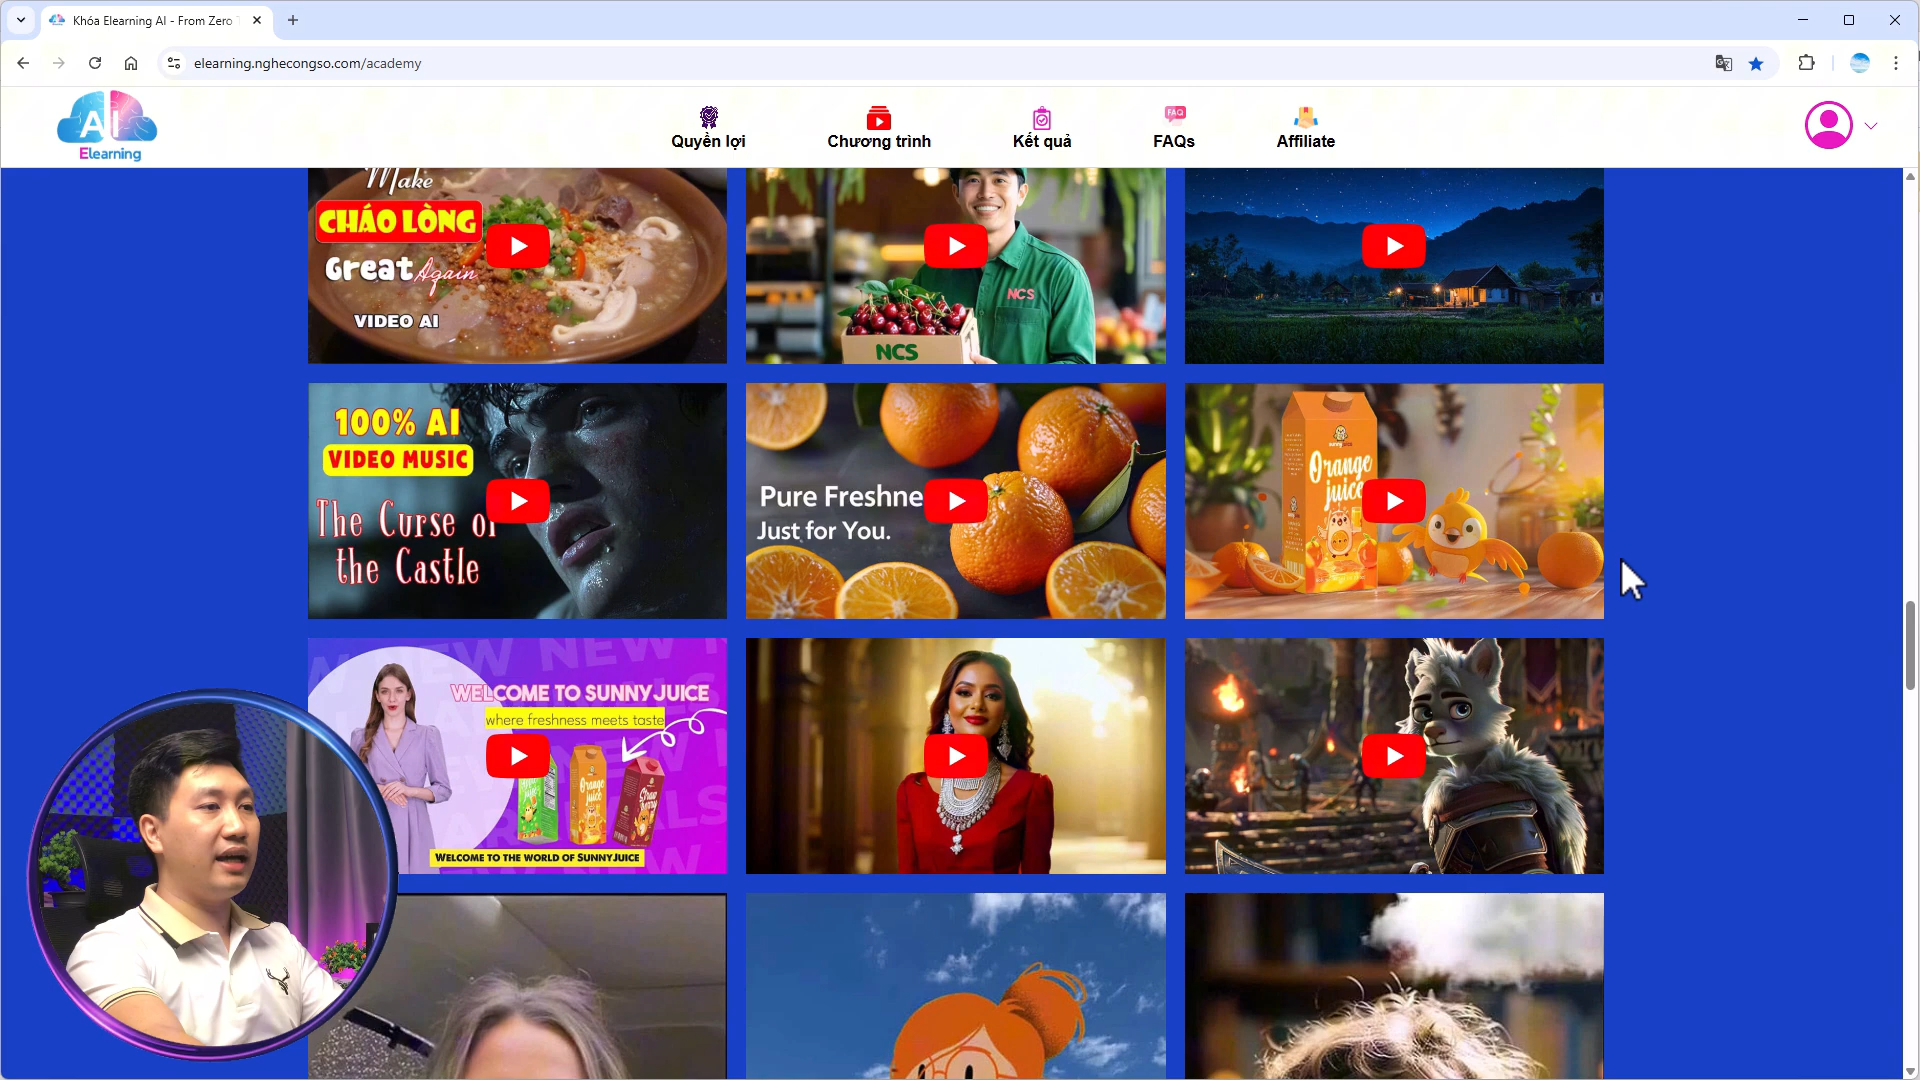 Khóa Elearning AI - From Zero
elearning.nghecongso.com/academy
AI
Elearning
Quyền lợi
Chương trình
Kết quả
FAQ
FAQs
Affiliate
Make
CHÁO LÒNG
Great Again
VIDEO AI
NCS
NCS
100% AI
VIDEO MUSIC
The Curse of
the Castle
Pure Freshne
Just for You.
Orange
juice
WELCOME TO SUNNYJUICE
where freshness meets taste
Orange
juice
WELCOME TO THE WORLD OF SUNNYJUICE